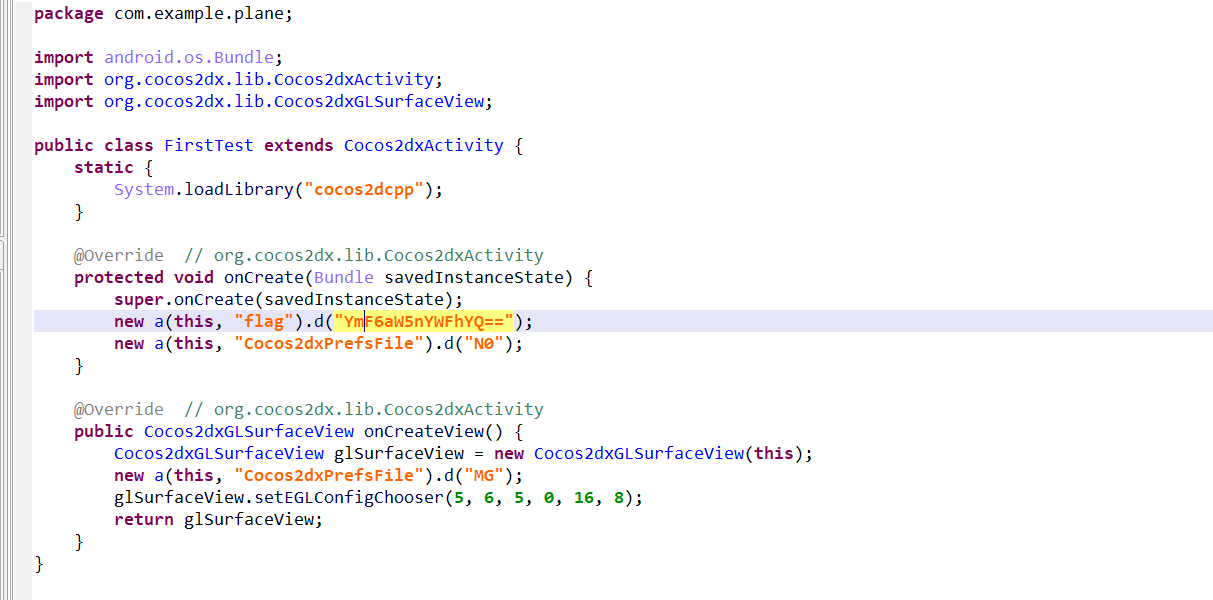 package com.example.plane;
import android.os.Bundle;
import org.cocos2dx.lib.Cocos2dxActivity;
import org.cocos2dx.lib.Cocos2dxGLSurfaceView;
public class FirstTest extends Cocos2dxActivity {
static {
System.loadLibrary("cocos2dcpp");
}
@Override  // org.cocos2dx.lib.Cocos2dxActivity
protected void onCreate(Bundle savedInstanceState) {
super.onCreate(savedInstanceState);
new a(this, "flag").d("YmF6aW5nYWFhYQ==");
new a(this, "Cocos2dxPrefsFile").d("N0");
}
@Override  // org.cocos2dx.lib.Cocos2dxActivity
public Cocos2dxGLSurfaceView onCreateView() {
Cocos2dxGLSurfaceView glSurfaceView = new Cocos2dxGLSurfaceView(this);
new a(this, "Cocos2dxPrefsFile").d("MG");
glSurfaceView.setEGLConfigChooser(5, 6, 5, 0, 16, 8);
return glSurfaceView;
}
}